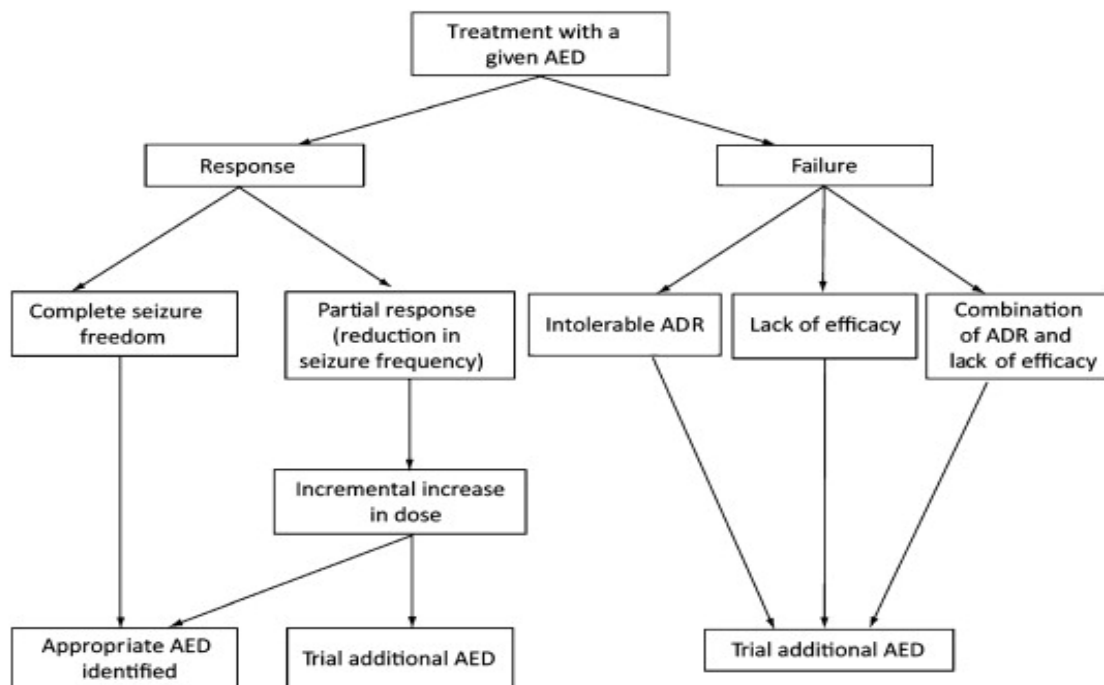 Treatment with a
given AED
Response
Failure
Complete seizure
freedom
Partial response
(reduction in
seizure frequency)
Intolerable ADR
Lack of efficacy
Combination
of ADR and
lack of efficacy
Incremental increase
in dose
Appropriate AED
identified
Trial additional AED
Trial additional AED